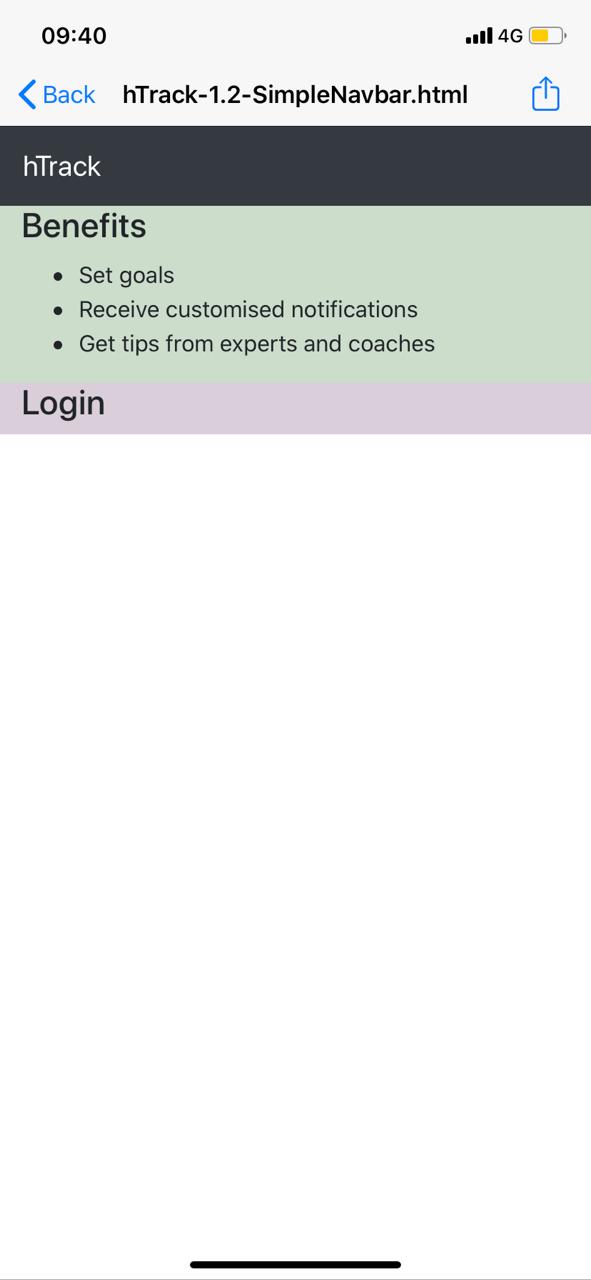 09:40 4G
Back hTrack-1.2-SimpleNavbar.html
hTrack
Benefits
• Set goals
• Receive customised notifications
• Get tips from experts and coaches
Login